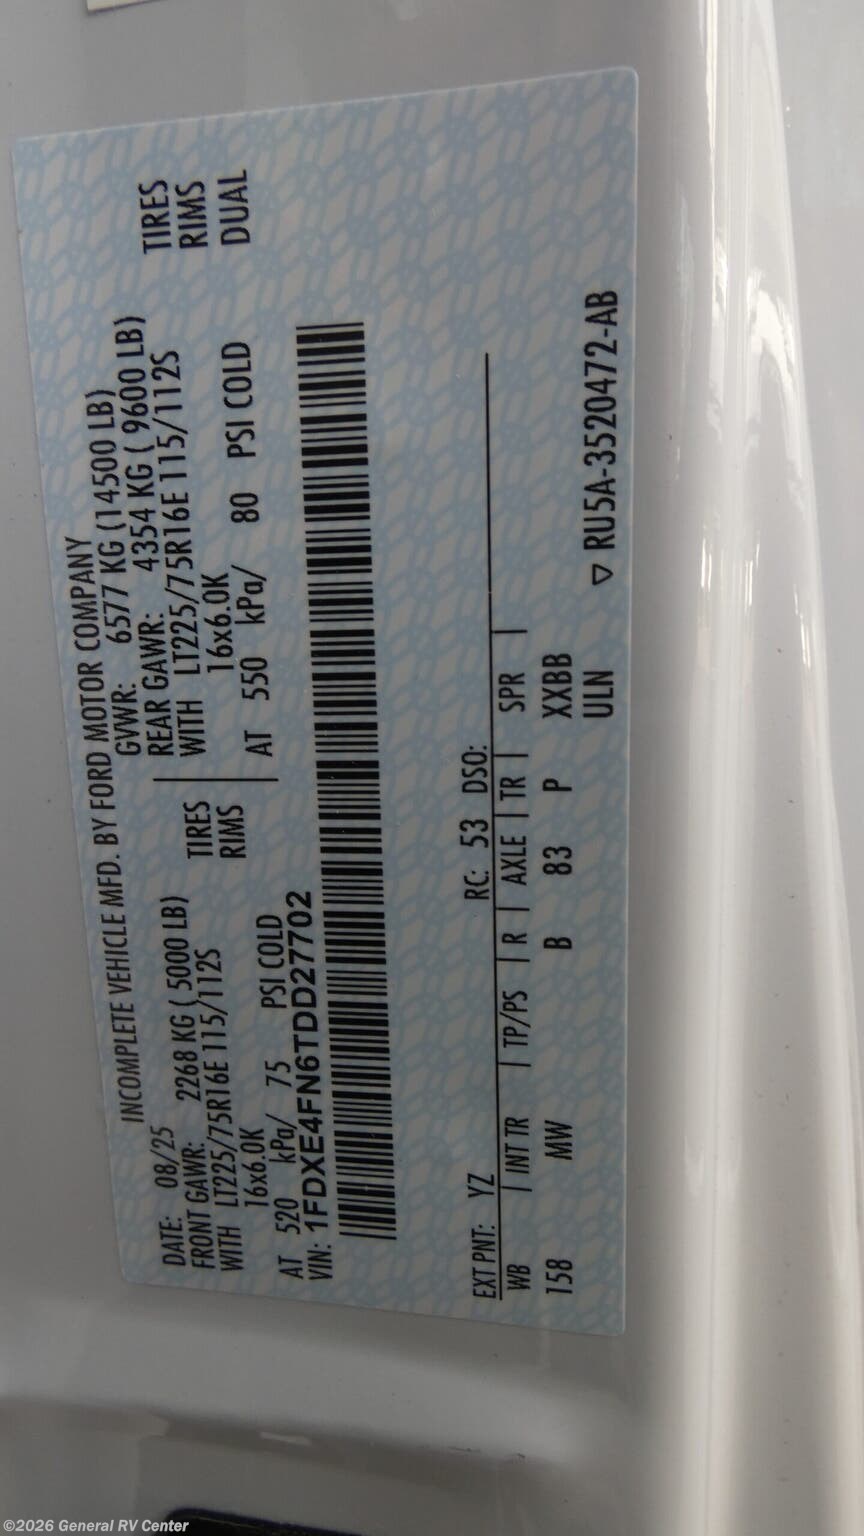 INCOMPLETE VEHICLE MFD. BY FORD MOTOR COMPANY
DATE: 08/25 GVWR: 6577 KG (14500 LB)
FRONT GAWR: 2268 KG ( 5000 LB) REAR GAWR: 4354 KG ( 9600 LB)
WITH LT225/75R16E 115/112S TIRES WITH LT225/75R16E 115/112S TIRES
16x6.0K RIMS 16x6.0K RIMS
AT 520 kPa/ 75 PSI COLD AT 550 kPa/ 80 PSI COLD DUAL
VIN: 1FDXE4FN6TDD27702
EXT PNT: YZ RC: 53 DSO:
WB | INT TR | TP/PS | R | AXLE | TR | SPR |
158 MW B 83 P XXBB
ULN ▽ RU5A-3520472-AB
©2026 General RV Center